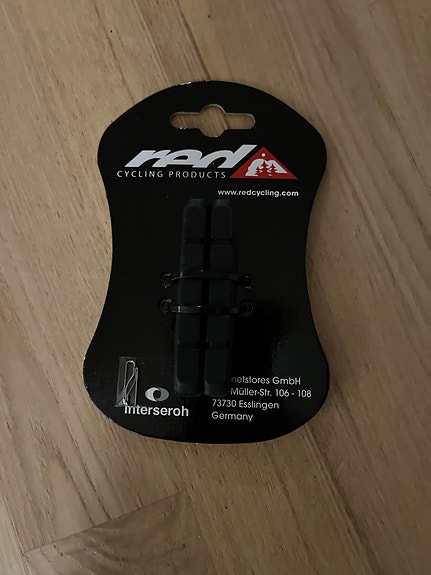 red
CYCLING PRODUCTS
www.redcycling.com
netstores GmbH
Müller-Str. 106 - 108
73730 Esslingen
Germany
interseroh